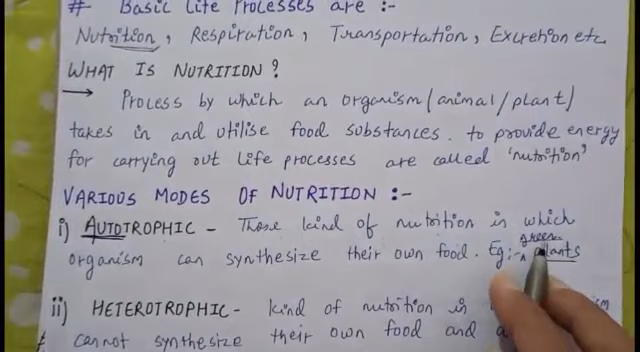 # Basic Life Processes are :-
Nutrition, Respiration, Transportation, Excretion etc
WHAT IS NUTRITION?
→ Process by which an organism/animal/plant/
takes in and utilise food substances. to provide energy
for carrying out life processes are called 'nutrition'
VARIOUS MODES OF NUTRITION :-
i) AUTOTROPHIC - Those kind of nutrition in which
organism can synthesize their own food. Eg:- green plants
ii) HETEROTROPHIC - kind of nutrition in
cannot synthesize their own food and